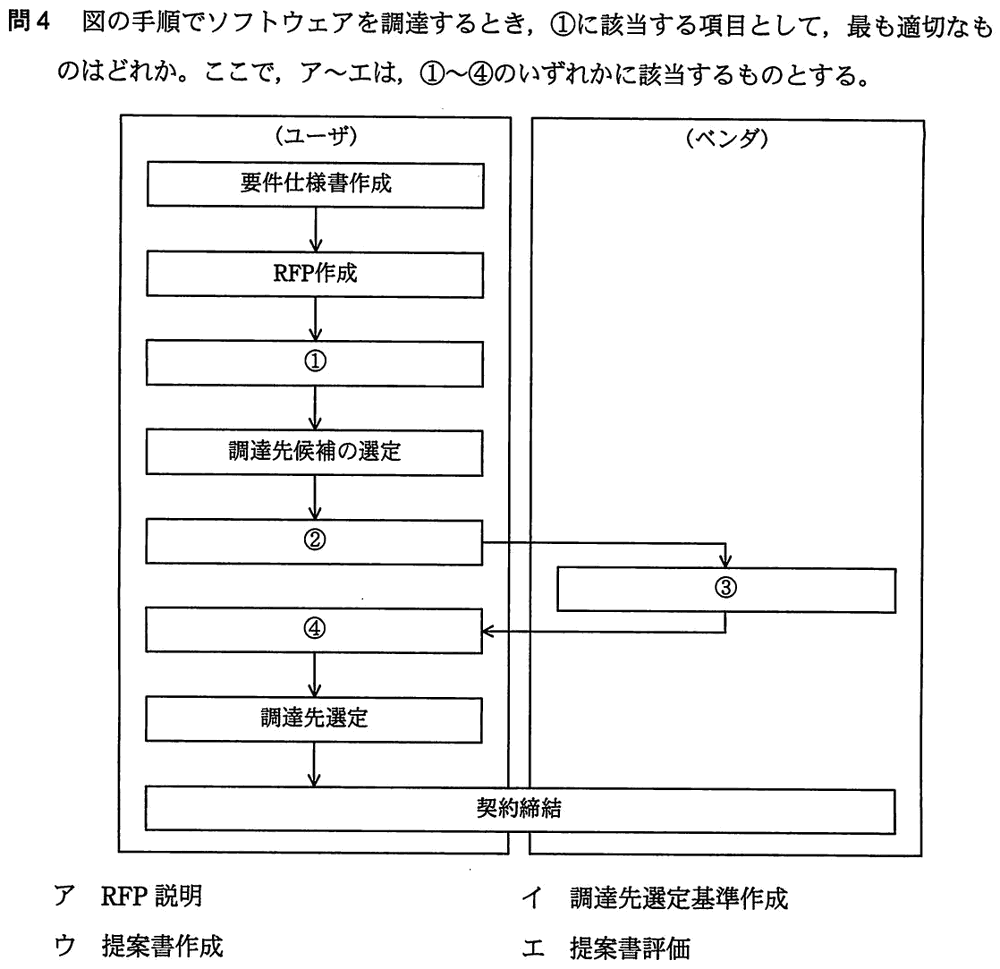 問4 図の手順でソフトウェアを調達するとき，①に該当する項目として，最も適切なも
のはどれか。ここで，ア～エは，①～④のいずれかに該当するものとする。
（ユーザ）
（ベンダ）
要件仕様書作成
RFP作成
①
調達先候補の選定
②
③
④
調達先選定
契約締結
ア RFP 説明
イ 調達先選定基準作成
ウ 提案書作成
エ 提案書評価